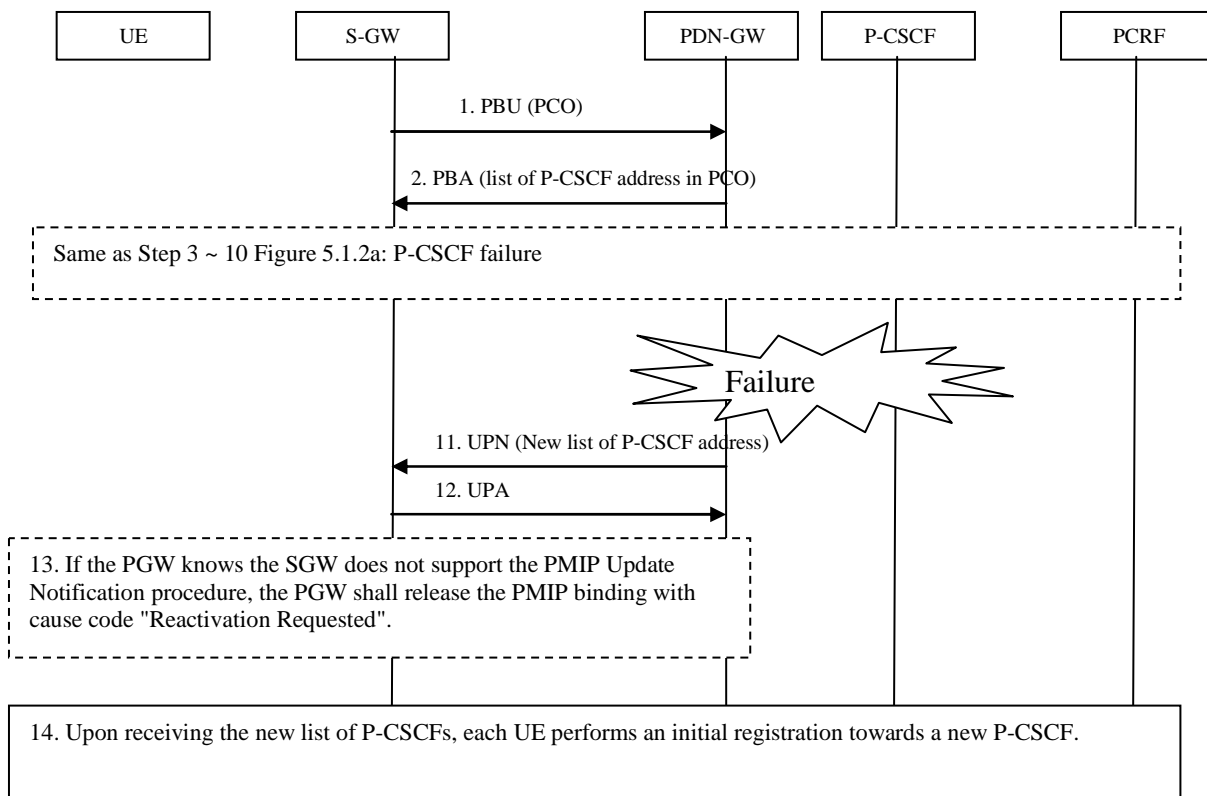 UE
S-GW
PDN-GW
P-CSCF
PCRF
1. PBU (PCO)
2. PBA (list of P-CSCF address in PCO)
Same as Step 3 ~ 10 Figure 5.1.2a: P-CSCF failure
Failure
11. UPN (New list of P-CSCF address)
12. UPA
13. If the PGW knows the SGW does not support the PMIP Update
Notification procedure, the PGW shall release the PMIP binding with
cause code "Reactivation Requested".
14. Upon receiving the new list of P-CSCFs, each UE performs an initial registration towards a new P-CSCF.